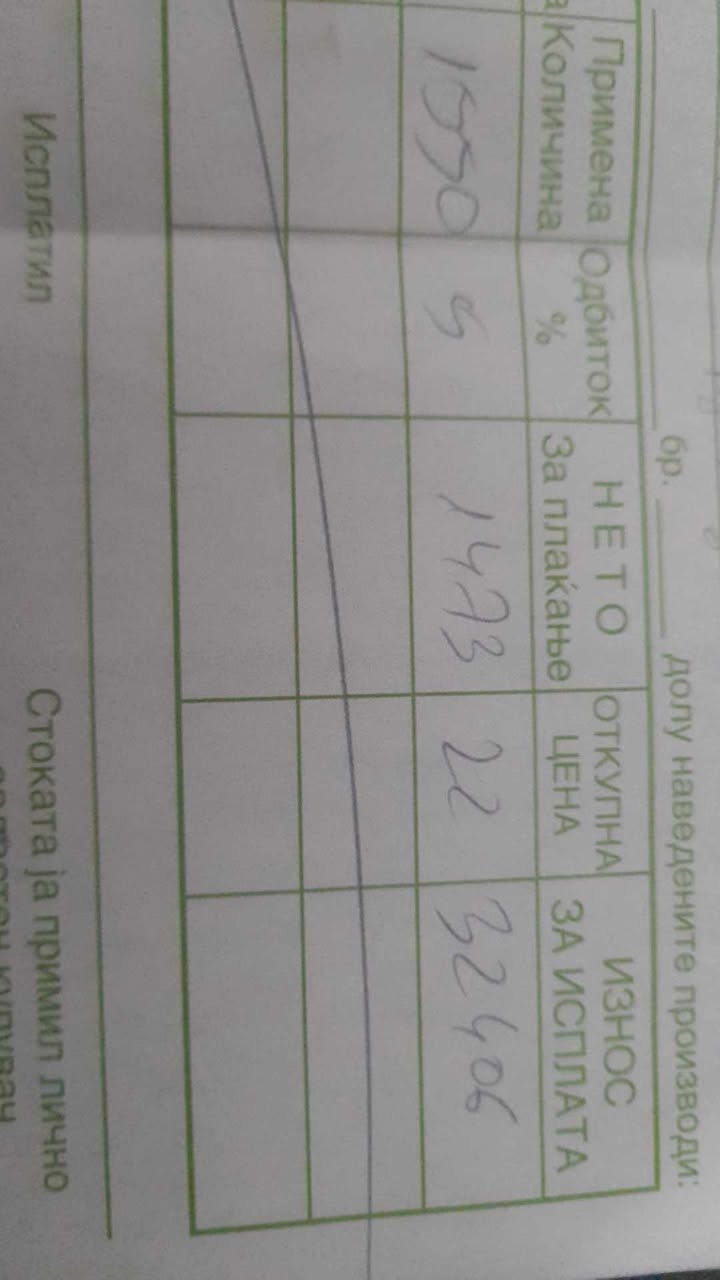 бр. долу наведените производи:
Примена Количина Одбиток % НЕТО За плаќање ОТКУПНА ЦЕНА ИЗНОС ЗА ИСПЛАТА
1550 5 1473 22 32406
Исплатил Стоката ја примил лично